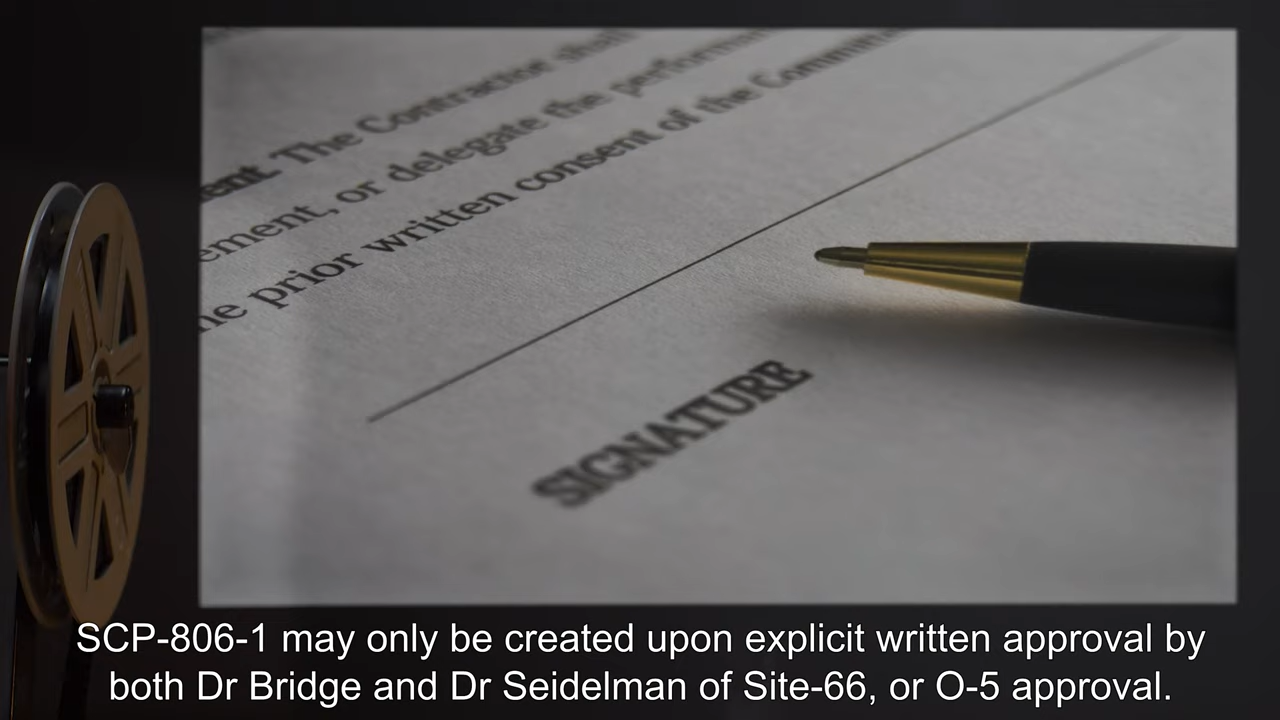 The Contractor shall
ement, or delegate the performan
he prior written consent of the Commis
SIGNATURE
SCP-806-1 may only be created upon explicit written approval by
both Dr Bridge and Dr Seidelman of Site-66, or O-5 approval.